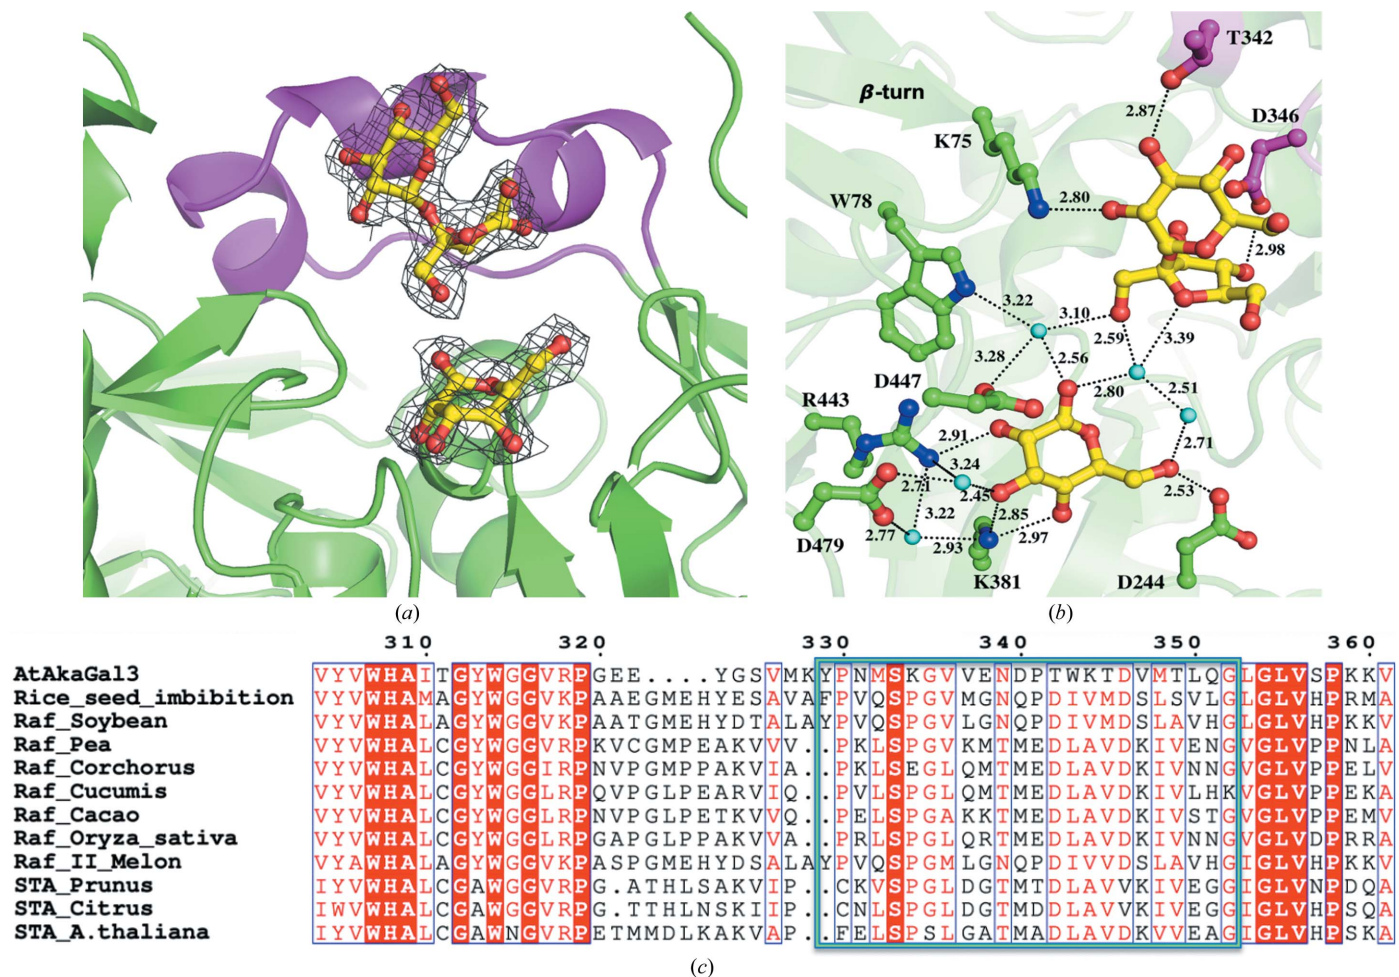 T342
β-turn
2.87
D346
K75
2.80
W78
2.98
3.22
3.10
2.59
3.39
3.28
2.56
D447
2.80
2.51
R443
2.91
2.71
3.24
2.71
2.45
2.53
3.22
2.85
2.77
2.93
2.97
D479
K381
D244
(a)
(b)
310 320 330 340 350 360
AtAkaGal3 VYVWHAITGYWGGVRPGEE....YGSVMKYPNMSKGVVENDPTWKTDVMTLQGLGLVSPKKV
Rice_seed_imbibition VYVWHAMAGYWGGVKPAAEGMEHYESAVAFPVQSPGVMGNQPDIVMDSLSVLGLGLVHPRMA
Raf_Soybean VYVWHALAGYWGGVKPAATGMEHYDTALAYPVQSPGVLGNQPDIVMDSLAVHGLGLVHPKKV
Raf_Pea VYVWHALCGYWGGVRPKVCGMPEAKVVV..PKLSPGVKMTMEDLAVDKIVENGVGLVPPNLA
Raf_Corchorus VYVWHALCGYWGGIRPNVPGMPPAKVIA..PKLSEGLQMTMEDLAVDKIVNNGVGLVPPELV
Raf_Cucumis VYVWHALCGYWGGLRPQVPGLPEARVIQ..PVLSPGLQMTMEDLAVDKIVLHKVGLVPPEKA
Raf_Cacao VYVWHALCGYWGGLRPNVPGLPETKVVQ..PELSPGAKKTMEDLAVDKIVSTGVGLVPPEMV
Raf_Oryza_sativa VYVWHALCGYWGGLRPGAPGLPPAKVVA..PRLSPGLQRTMEDLAVDKIVNNGVGLVDPRRA
Raf_II_Melon VYAWHALAGYWGGVKPASPGMEHYDSALAYPVQSPGMLGNQPDIVVDSLAVHGIGLVHPKKV
STA_Prunus IYVWHALCGAWGGVRPG.ATHLSAKVIP..CKVSPGLDGTMTDLAVVKIVEGGIGLVNPDQA
STA_Citrus IWVWHALCGAWGGVRPG.TTHLNSKIIP..CNLSPGLDGTMDDLAVVKIVEGGIGLVHPSQA
STA_A.thaliana IYVWHALCGAWNGVRPETMMDLKAKVAP..FELSPSLGATMADLAVDKVVEAGIGLVHPSKA
(c)